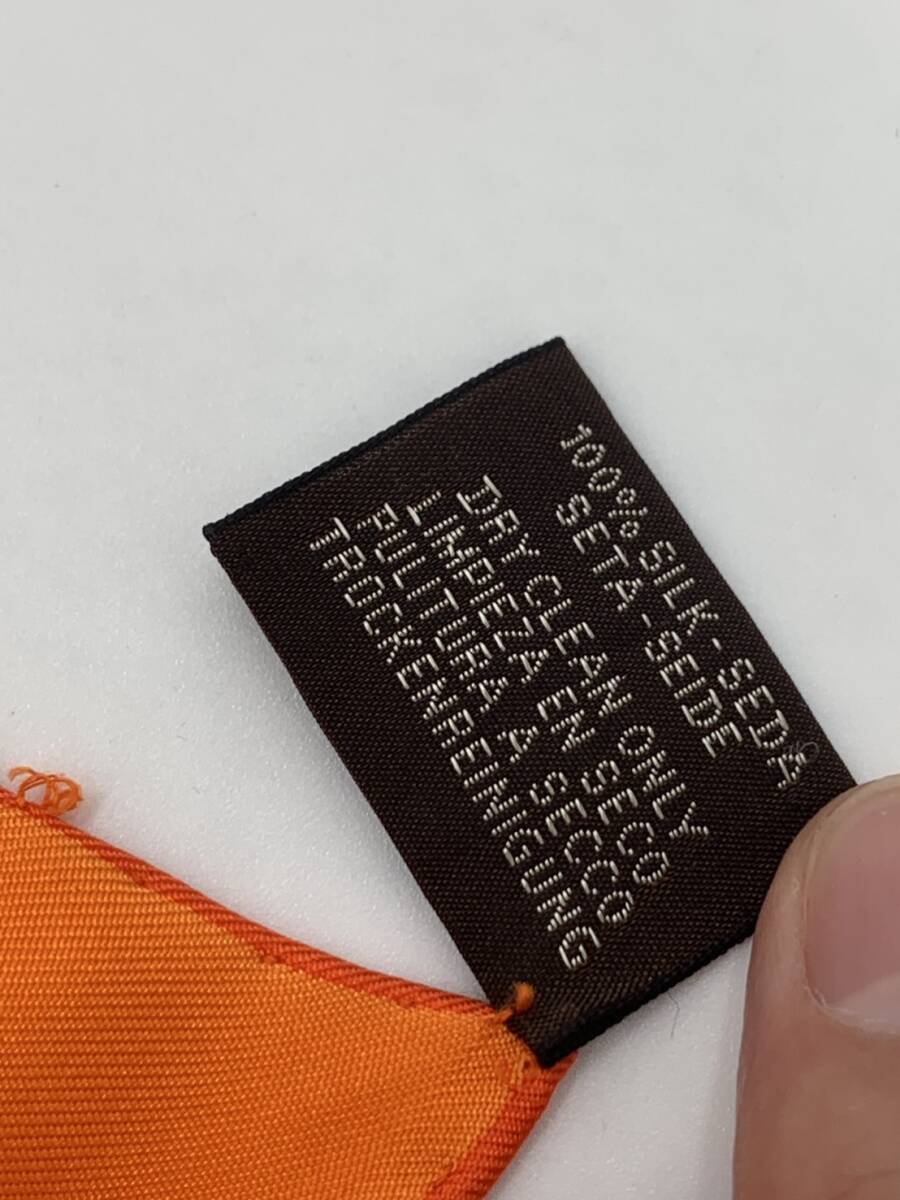 100% SILK-SEDA
SETA-SEIDE
DRY CLEAN ONLY
LIMPIEZA EN SECO
PULITURA A SECCO
TROCKENREINIGUNG